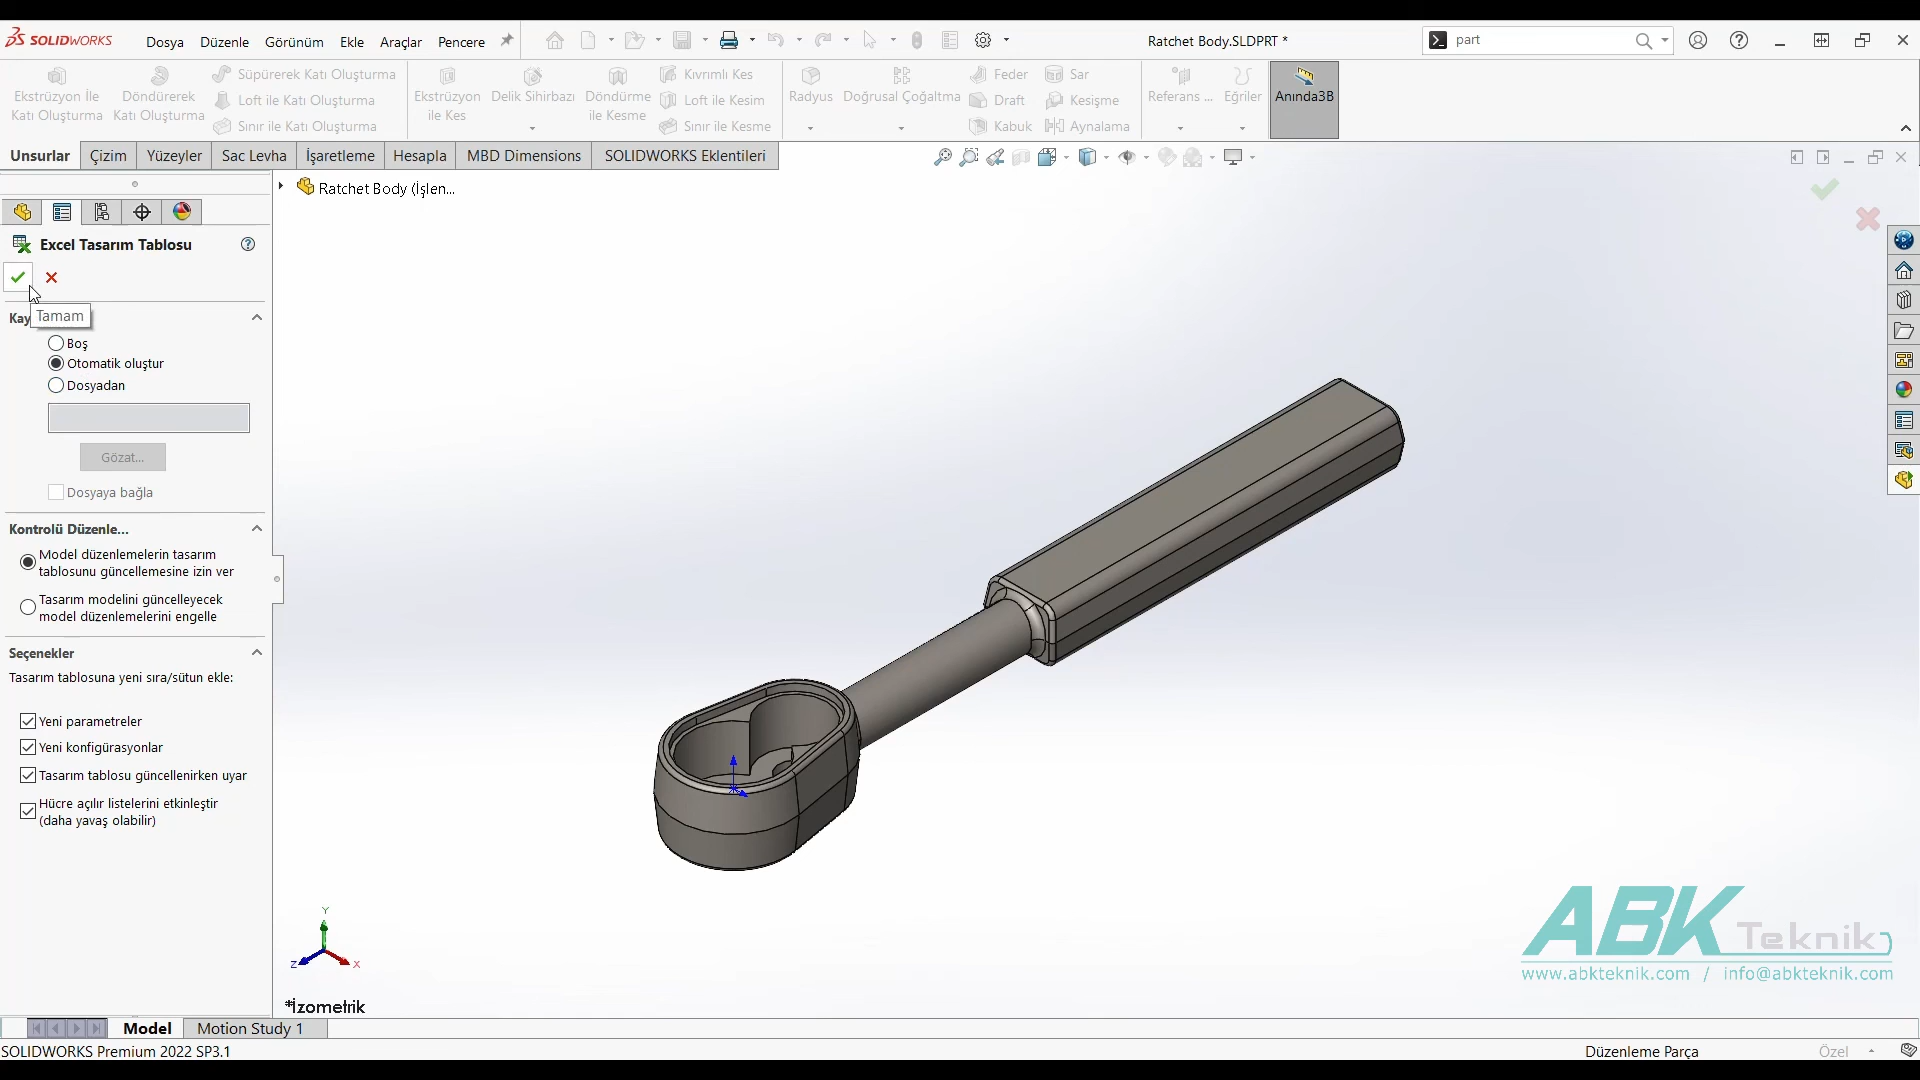 SOLIDWORKS
Dosya Düzenle Görünüm Ekle Araçlar Pencere
Ratchet Body.SLDPRT *
part
Ekstrüzyon İle Katı Oluşturma
Döndürerek Katı Oluşturma
Süpürerek Katı Oluşturma
Loft ile Katı Oluşturma
Sınır ile Katı Oluşturma
Ekstrüzyon ile Kes
Delik Sihirbazı
Döndürme ile Kesme
Kıvrımlı Kes
Loft ile Kesim
Sınır ile Kesme
Radyus
Doğrusal Çoğaltma
Feder
Draft
Kabuk
Sar
Kesişme
Aynalama
Referans ...
Eğriler
Anında3B
Unsurlar Çizim Yüzeyler Sac Levha İşaretleme Hesapla MBD Dimensions SOLIDWORKS Eklentileri
Ratchet Body (İşlen...
Excel Tasarım Tablosu
Kay
Tamam
Boş
Otomatik oluştur
Dosyadan
Gözat...
Dosyaya bağla
Kontrolü Düzenle...
Model düzenlemelerin tasarım
tablosunu güncellemesine izin ver
Tasarım modelini güncelleyecek
model düzenlemelerini engelle
Seçenekler
Tasarım tablosuna yeni sıra/sütun ekle:
Yeni parametreler
Yeni konfigürasyonlar
Tasarım tablosu güncellenirken uyar
Hücre açılır listelerini etkinleştir
(daha yavaş olabilir)
Y
Z X
*İzometrik
ABK Teknik
www.abkteknik.com / info@abkteknik.com
Model Motion Study 1
SOLIDWORKS Premium 2022 SP3.1
Düzenleme Parça
Özel